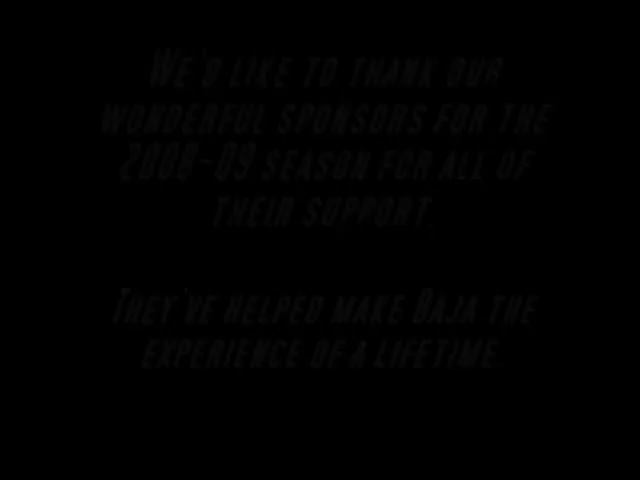 We'd like to thank our
wonderful sponsors for the
2008-09 season for all of
their support.
They've helped make Baja the
experience of a lifetime.